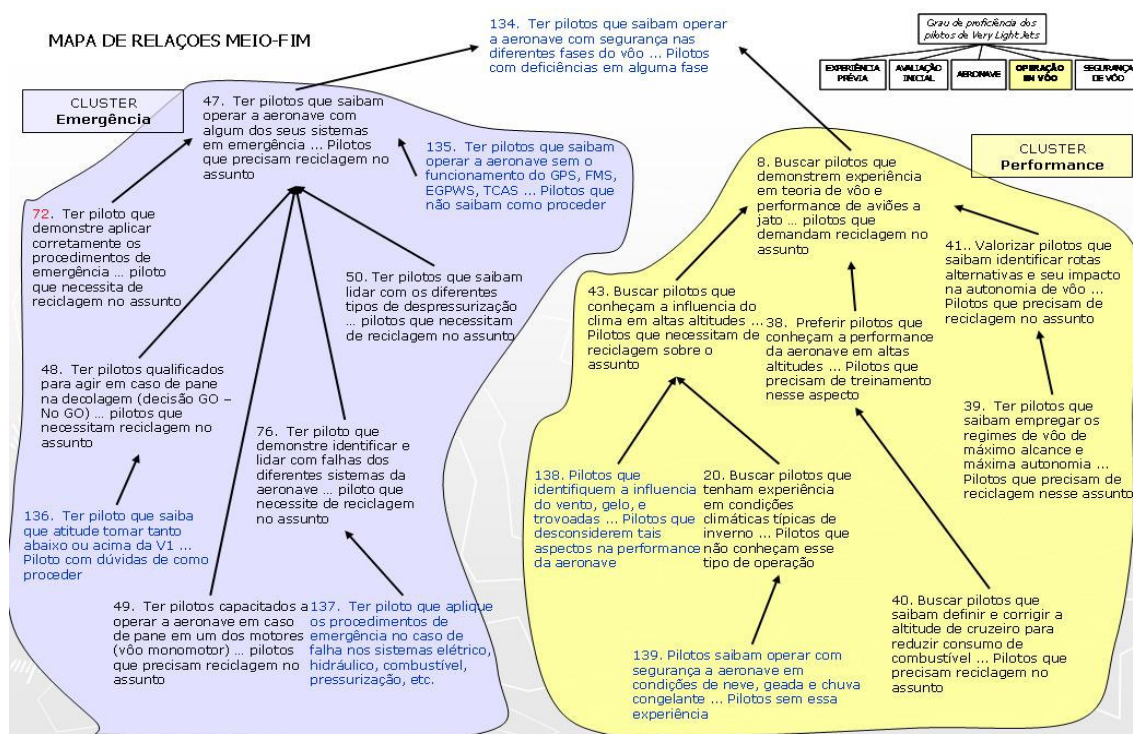 MAPA DE RELAÇOES MEIO-FIM
134. Ter pilotos que saibam operar
a aeronave com segurança nas
diferentes fases do vôo ... Pilotos
com deficiências em alguma fase
Grau de proficiência dos
pilotos de Very Light Jets
EXPERIÊNCIA
PRÉVIA
AVALIAÇÃO
INICIAL
AERONAVE
OPERAÇÃO
EN VÔO
SEGURANÇA
DE VÔO
CLUSTER
Emergência
47. Ter pilotos que saibam
operar a aeronave com
algum dos seus sistemas
em emergência ... Pilotos
que precisam reciclagem no
assunto
135. Ter pilotos que saibam
operar a aeronave sem o
funcionamento do GPS, FMS,
EGPWS, TCAS ... Pilotos que
não saibam como proceder
72. Ter piloto que
demonstre aplicar
corretamente os
procedimentos de
emergência ... piloto
que necessita de
reciclagem no assunto
50. Ter pilotos que saibam
lidar com os diferentes
tipos de despressurização
... pilotos que necessitam
de reciclagem no assunto
48. Ter pilotos qualificados
para agir em caso de pane
na decolagem (decisão GO –
No GO) ... pilotos que
necessitam reciclagem no
assunto
76. Ter piloto que
demonstre identificar e
lidar com falhas dos
diferentes sistemas da
aeronave ... piloto que
necessite de reciclagem
no assunto
136. Ter piloto que saiba
que atitude tomar tanto
abaixo ou acima da V1 ...
Piloto com dúvidas de como
proceder
49. Ter pilotos capacitados a
operar a aeronave em caso
de pane em um dos motores
(vôo monomotor) ... pilotos
que precisam reciclagem no
assunto
137. Ter piloto que aplique
os procedimentos de
emergência no caso de
falha nos sistemas elétrico,
hidráulico, combustível,
pressurização, etc.
CLUSTER
Performance
8. Buscar pilotos que
demonstrem experiência
em teoria de vôo e
performance de aviões a
jato ... pilotos que
demandam reciclagem no
assunto
41.. Valorizar pilotos que
saibam identificar rotas
alternativas e seu impacto
na autonomia de vôo ...
Pilotos que precisam de
reciclagem no assunto
43. Buscar pilotos que
conheçam a influencia do
clima em altas altitudes ...
Pilotos que necessitam de
reciclagem sobre o
assunto
38. Preferir pilotos que
conheçam a performance
da aeronave em altas
altitudes ... Pilotos que
precisam de treinamento
nesse aspecto
39. Ter pilotos que
saibam empregar os
regimes de vôo de
máximo alcance e
máxima autonomia ...
Pilotos que precisam de
reciclagem nesse assunto
138. Pilotos que
identifiquem a influencia
do vento, gelo, e
trovoadas ... Pilotos que
desconsiderem tais
aspectos na performance
da aeronave
20. Buscar pilotos que
tenham experiência
em condições
climáticas típicas de
inverno ... Pilotos que
não conheçam esse
tipo de operação
139. Pilotos saibam operar com
segurança a aeronave em
condições de neve, geada e chuva
congelante ... Pilotos sem essa
experiência
40. Buscar pilotos que
saibam definir e corrigir a
altitude de cruzeiro para
reduzir consumo de
combustível ... Pilotos que
precisam reciclagem no
assunto